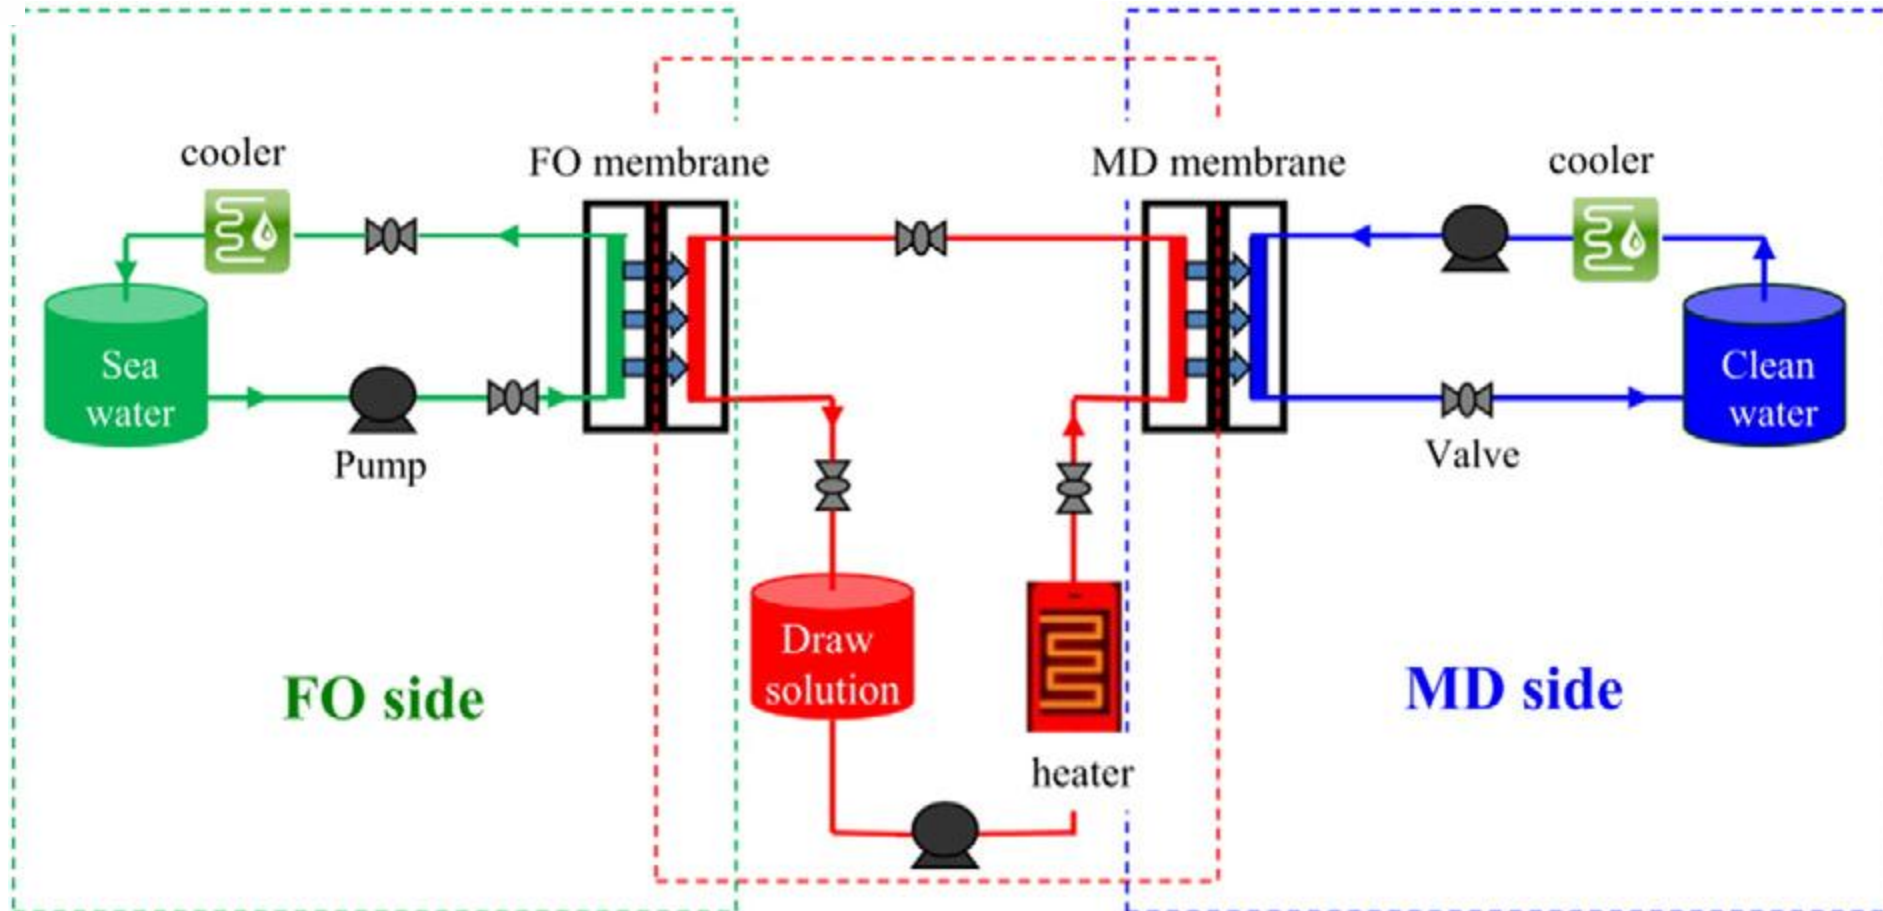 cooler
FO membrane
MD membrane
cooler
Sea
water
Pump
Clean
water
Valve
Draw
solution
FO side
MD side
heater